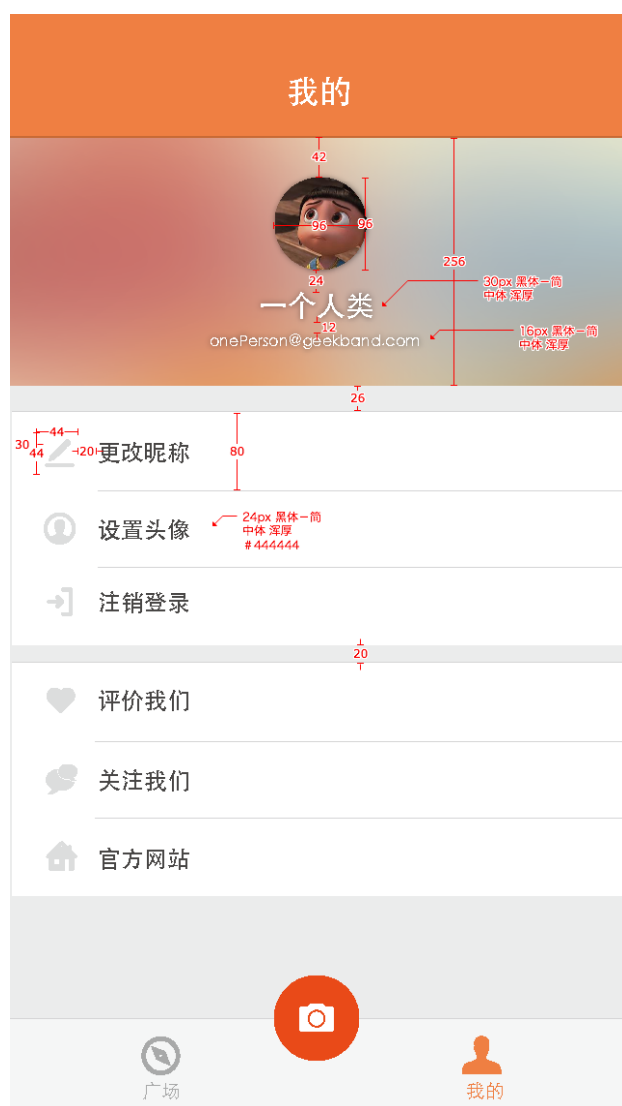 我的
42
96
96
256
24
30px 黑体-简
中体 浑厚
一个人类
12
16px 黑体-简
中体 浑厚
onePerson@geekband.com
26
44
30
44
20
更改昵称
80
设置头像
24px 黑体-简
中体 浑厚
#444444
注销登录
20
评价我们
关注我们
官方网站
广场
我的